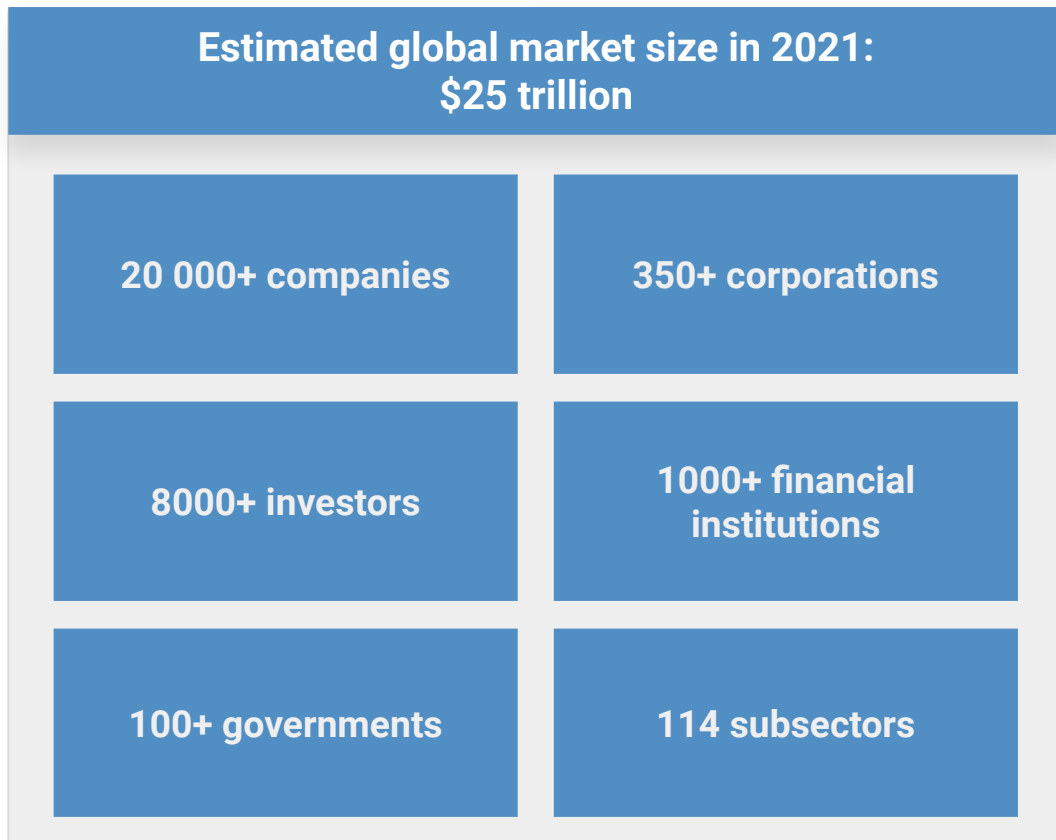 Estimated global market size in 2021:
$25 trillion
20 000+ companies
350+ corporations
8000+ investors
1000+ financial
institutions
100+ governments
114 subsectors